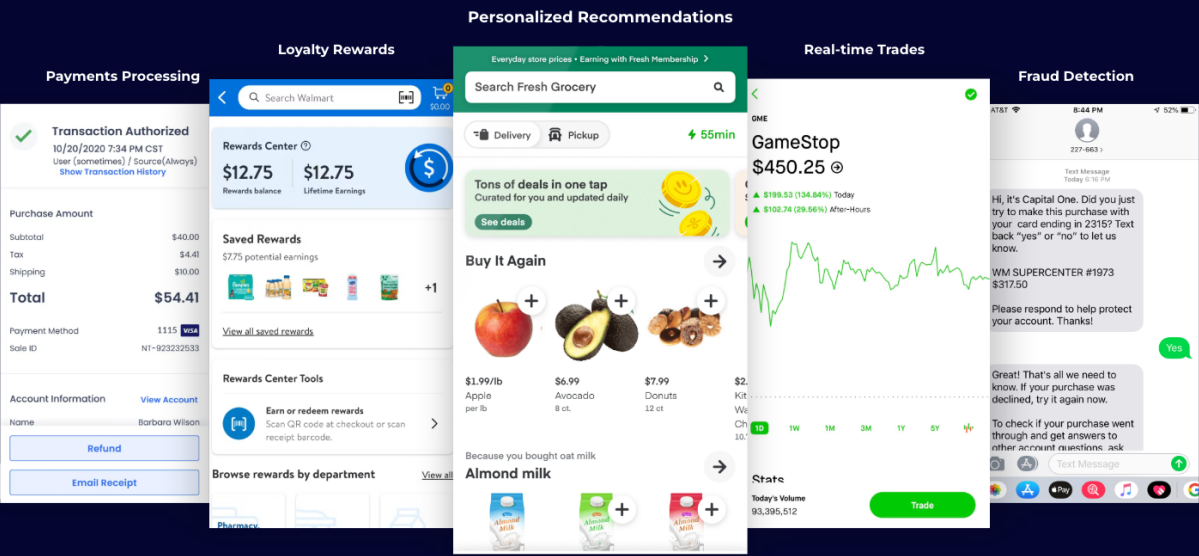 Personalized Recommendations
Loyalty Rewards
Real-time Trades
Payments Processing
Fraud Detection
Transaction Authorized
10/20/2020 7:34 PM CST
User (sometimes) / Source(Always)
Show Transaction History
Purchase Amount
Subtotal $40.00
Tax $4.41
Shipping $10.00
Total $54.41
Payment Method 1115 VISA
Sale ID NT-923232533
Account Information View Account
Name Barbara Wilson
Refund
Email Receipt
Search Walmart
0
$0.00
Rewards Center
$12.75 $12.75
Rewards balance Lifetime Earnings
Saved Rewards
$7.75 potential earnings
+1
View all saved rewards
Rewards Center Tools
Earn or redeem rewards
Scan QR code at checkout or scan
receipt barcode.
Browse rewards by department View all
Pharmacy,
Everyday store prices • Earning with Fresh Membership
Search Fresh Grocery
Delivery Pickup 55min
Tons of deals in one tap
Curated for you and updated daily
See deals
Buy It Again
$1.99/lb $6.99 $7.99 $2.
Apple Avocado Donuts Kit
per lb 8 ct. 12 ct Wa
Ch
10.
Because you bought oat milk
Almond milk
Almond Milk
Almond Milk
Almond Milk
GME
GameStop
$450.25
$199.53 (134.84%) Today
$102.74 (29.56%) After-Hours
1D 1W 1M 3M 1Y 5Y
Stats
Today's Volume
93,395,512
Trade
AT&T 8:44 PM 52%
227-663 >
Text Message
Today 6:16 PM
Hi, it's Capital One. Did you just
try to make this purchase with
your card ending in 2315? Text
back "yes" or "no" to let us
know.
WM SUPERCENTER #1973
$317.50
Please respond to help protect
your account. Thanks!
Yes
Great! That's all we need to
know. If your purchase was
declined, try it again now.
To check if your purchase went
through and get answers to
other account questions, ask
Text Message
Pay